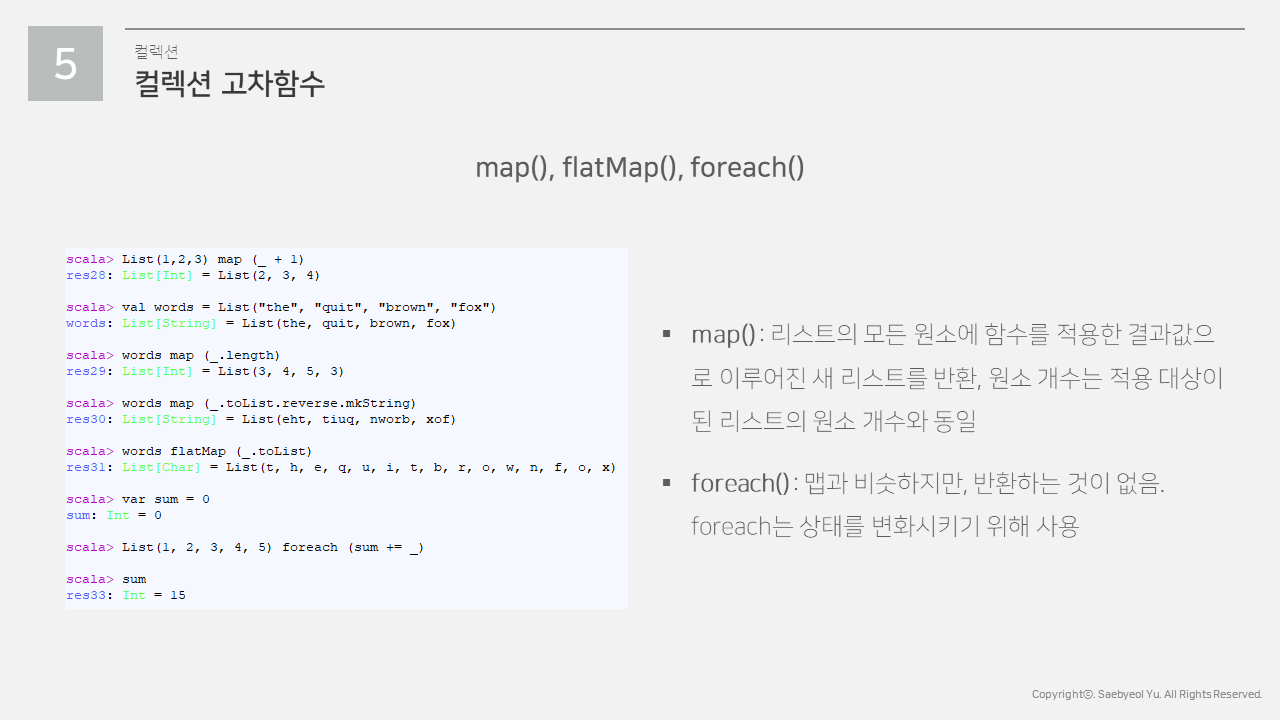 5
컬렉션
컬렉션 고차함수
map(), flatMap(), foreach()
scala> List(1,2,3) map (_ + 1)
res28: List[Int] = List(2, 3, 4)
scala> val words = List("the", "quit", "brown", "fox")
words: List[String] = List(the, quit, brown, fox)
scala> words map (_.length)
res29: List[Int] = List(3, 4, 5, 3)
scala> words map (_.toList.reverse.mkString)
res30: List[String] = List(eht, tiuq, nworb, xof)
scala> words flatMap (_.toList)
res31: List[Char] = List(t, h, e, q, u, i, t, b, r, o, w, n, f, o, x)
scala> var sum = 0
sum: Int = 0
scala> List(1, 2, 3, 4, 5) foreach (sum += _)
scala> sum
res33: Int = 15
▪ map() : 리스트의 모든 원소에 함수를 적용한 결과값으
로 이루어진 새 리스트를 반환, 원소 개수는 적용 대상이
된 리스트의 원소 개수와 동일
▪ foreach() : 맵과 비슷하지만, 반환하는 것이 없음.
foreach는 상태를 변화시키기 위해 사용
Copyrightⓒ. Saebyeol Yu. All Rights Reserved.